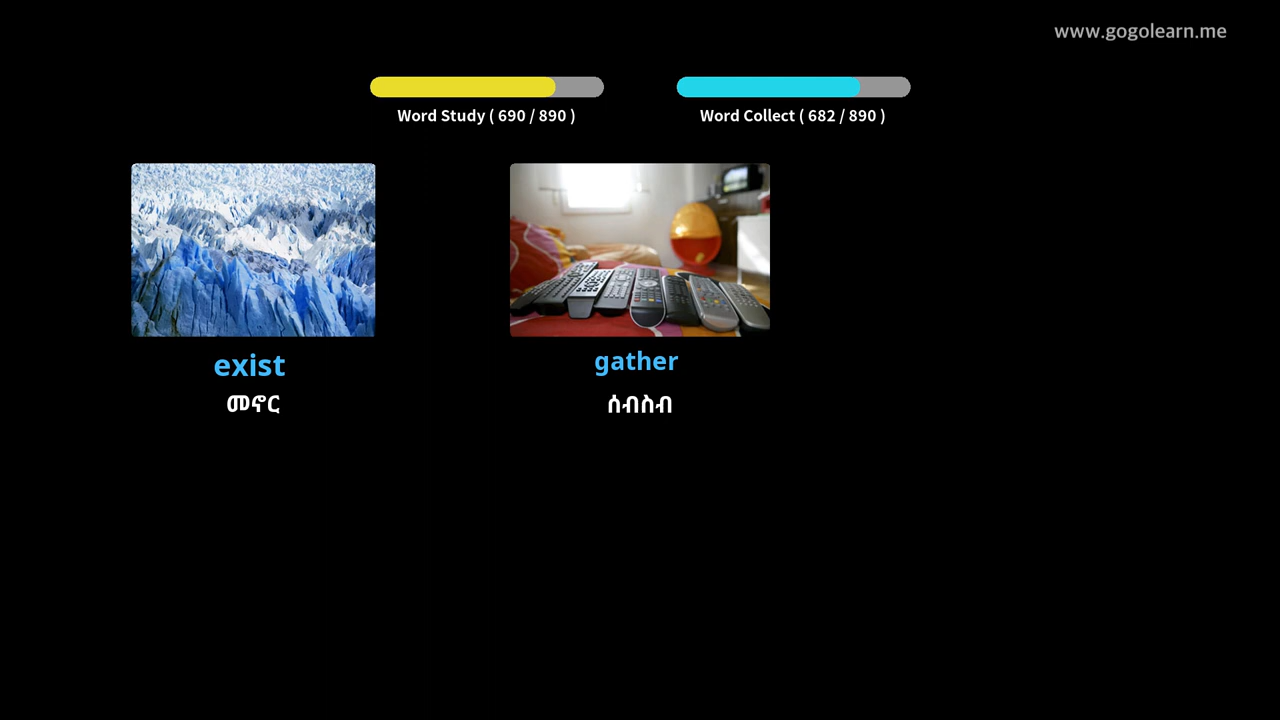 www.gogolearn.me
Word Study ( 690 / 890 )
Word Collect ( 682 / 890 )
exist
መኖር
gather
ሰብስብ